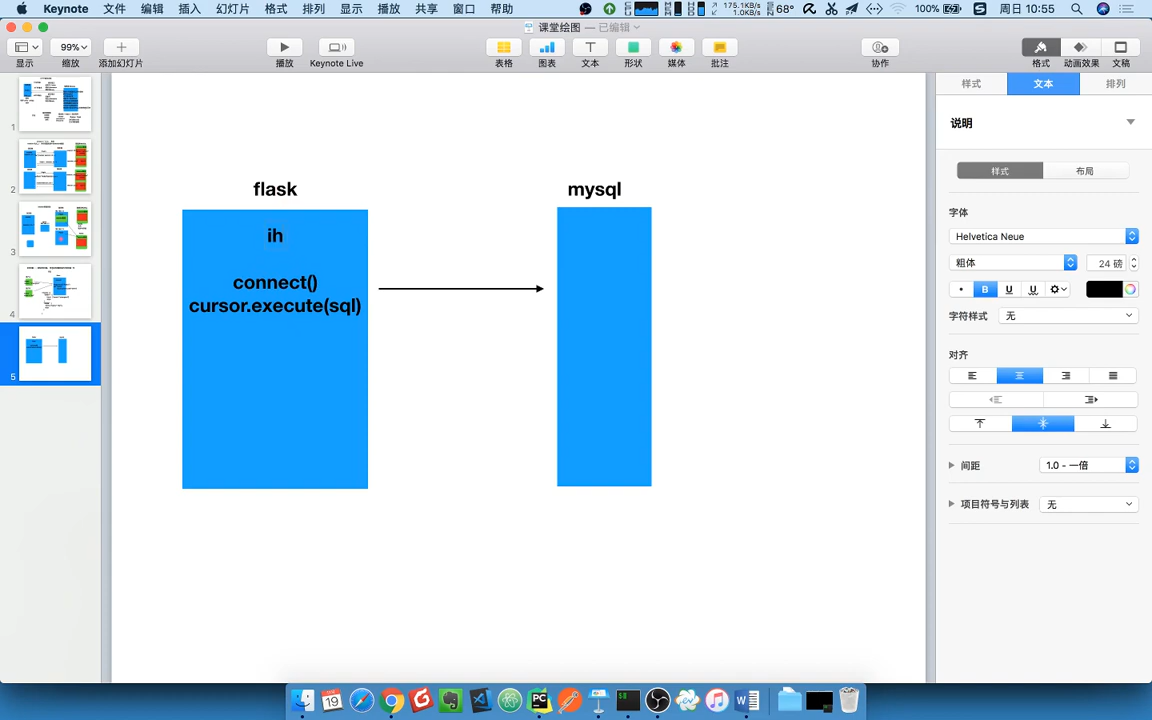 Keynote 文件 编辑 插入 幻灯片 格式 排列 显示 播放 共享 窗口 帮助 175.1KB/s 1.0KB/s 68° 100% 周日 10:55
课堂绘图 — 已编辑
99%
显示 缩放 添加幻灯片 播放 Keynote Live 表格 图表 文本 形状 媒体 批注 协作 格式 动画效果 文稿
样式 文本 排列
说明
样式 布局
字体
Helvetica Neue
粗体 24 磅
B U U
字符样式 无
对齐
间距 1.0 - 一倍
项目符号与列表 无
1
2
3
4
5
flask
mysql
ih
connect()
cursor.execute(sql)
19
PC
W